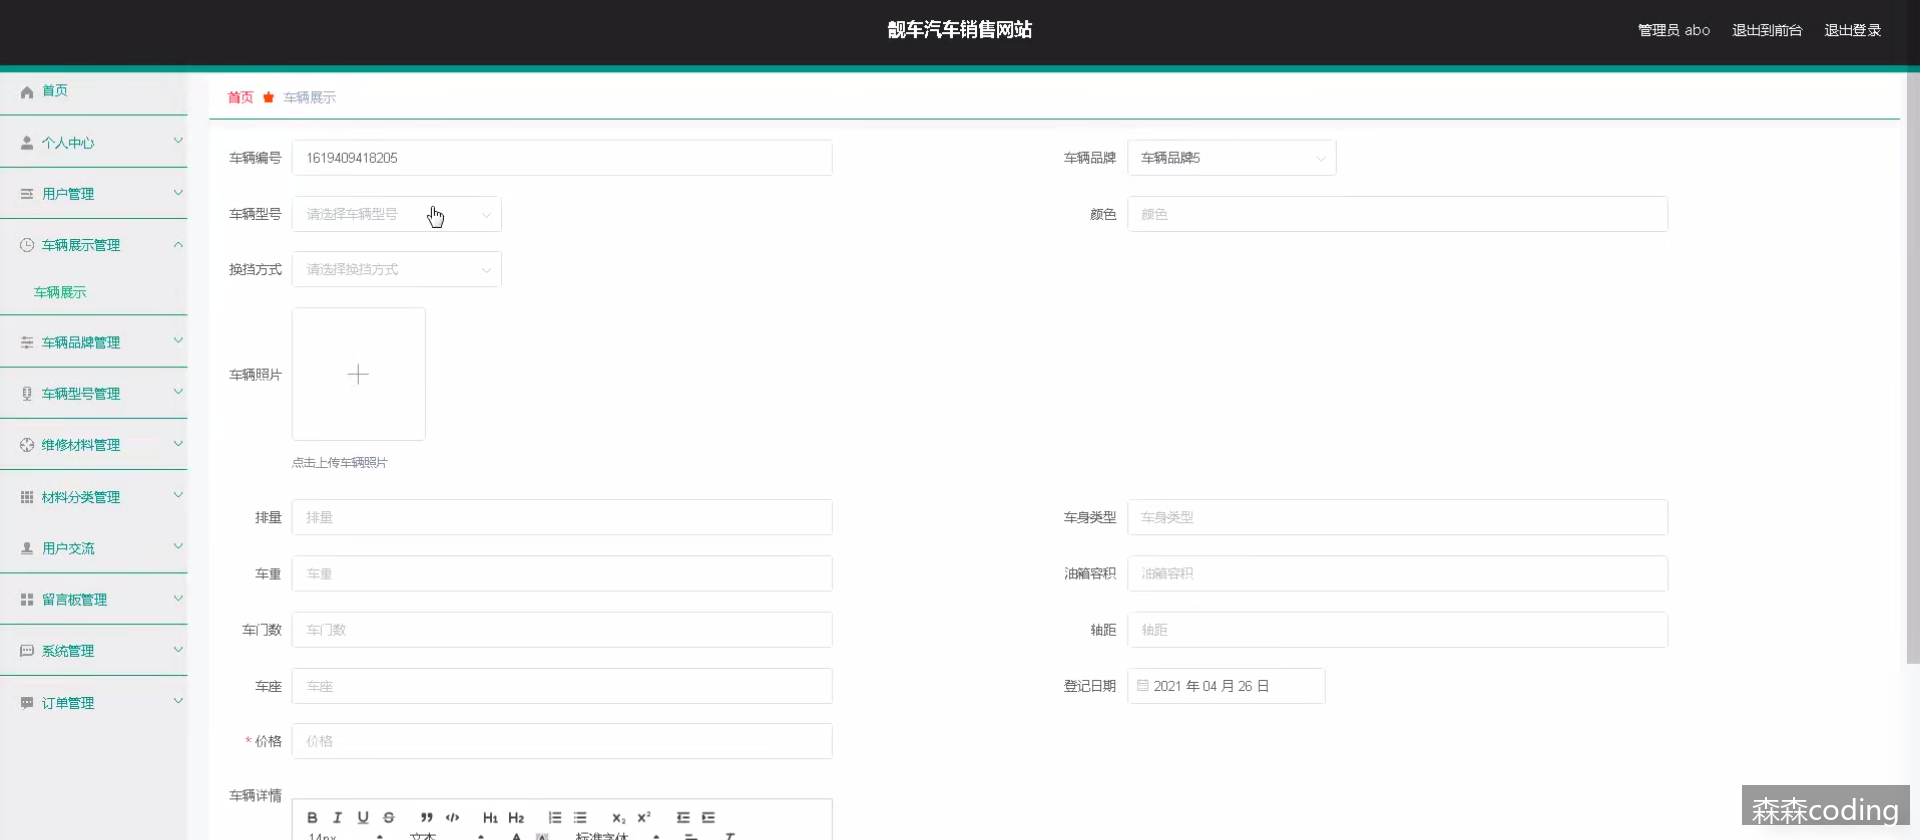 靓车汽车销售网站
管理员 abo 退出到前台 退出登录
首页
个人中心
用户管理
车辆展示管理
车辆展示
车辆品牌管理
车辆型号管理
维修材料管理
材料分类管理
用户交流
留言板管理
系统管理
订单管理
首页 车辆展示
车辆编号 1619409418205 车辆品牌 车辆品牌5
车辆型号 请选择车辆型号 颜色 颜色
换挡方式 请选择换挡方式
车辆照片
点击上传车辆照片
排量 排量 车身类型 车身类型
车重 车重 油箱容积 油箱容积
车门数 车门数 轴距 轴距
车座 车座 登记日期 2021 年 04 月 26 日
* 价格 价格
车辆详情
B I U S H1 H2 X2 X2
14px 文本 A 标准字体
森森coding